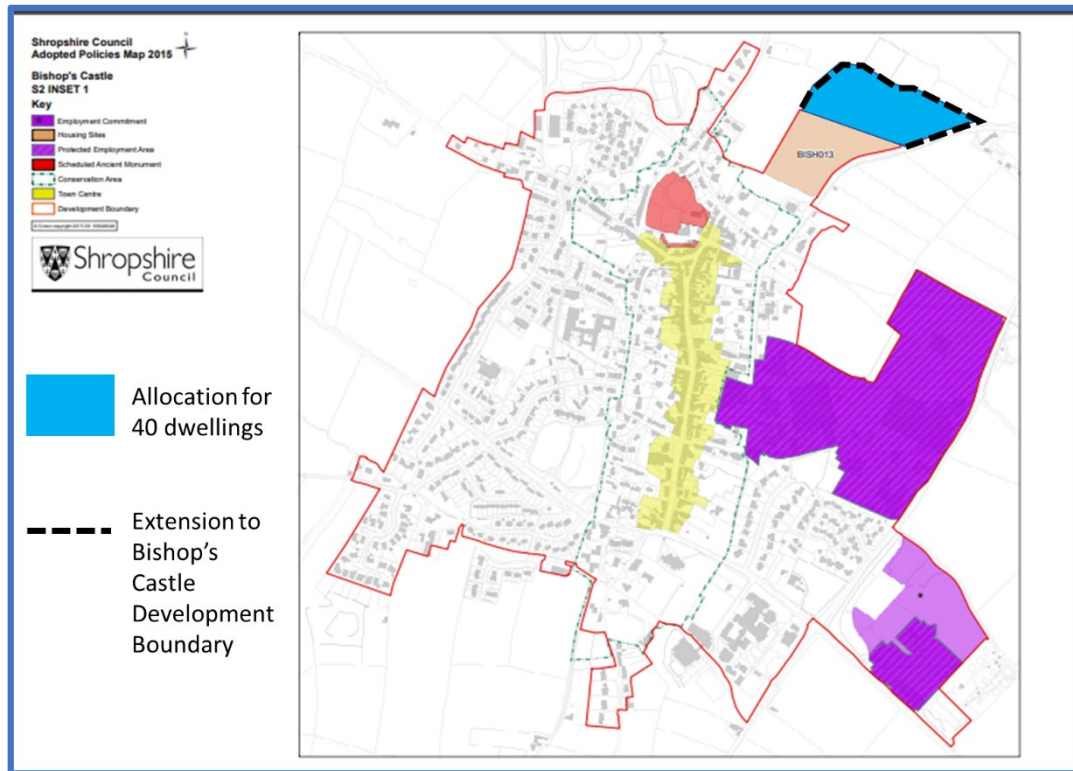 Shropshire Council
Adopted Policies Map 2015
N
Bishop's Castle
S2 INSET 1
Key
Employment Commitment
Housing Sites
Protected Employment Area
Scheduled Ancient Monument
Conservation Area
Town Centre
Development Boundary
Shropshire
Council
Allocation for
40 dwellings
Extension to
Bishop’s
Castle
Development
Boundary
BISH013